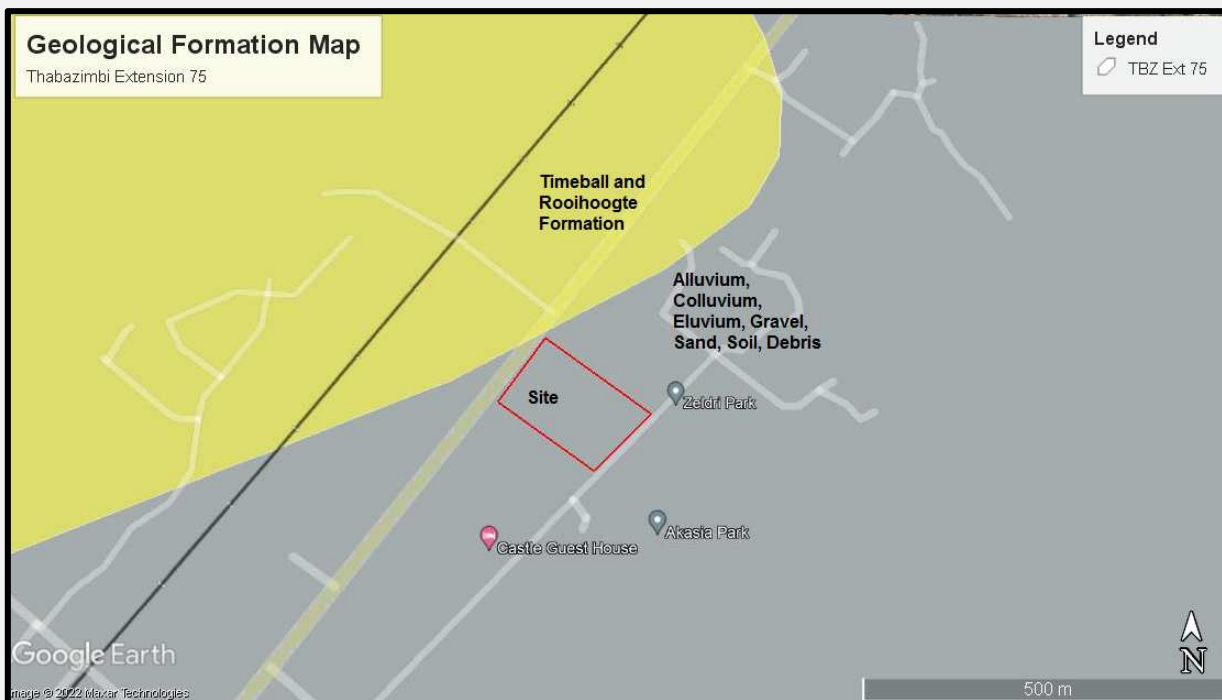 Geological Formation Map
Thabazimbi Extension 75
Legend
TBZ Ext 75
Timeball and
Rooihoogte
Formation
Alluvium,
Colluvium,
Eluvium, Gravel,
Sand, Soil, Debris
Site
Zeldri Park
Akasia Park
Castle Guest House
Google Earth
Image © 2022 Maxar Technologies
N
500 m